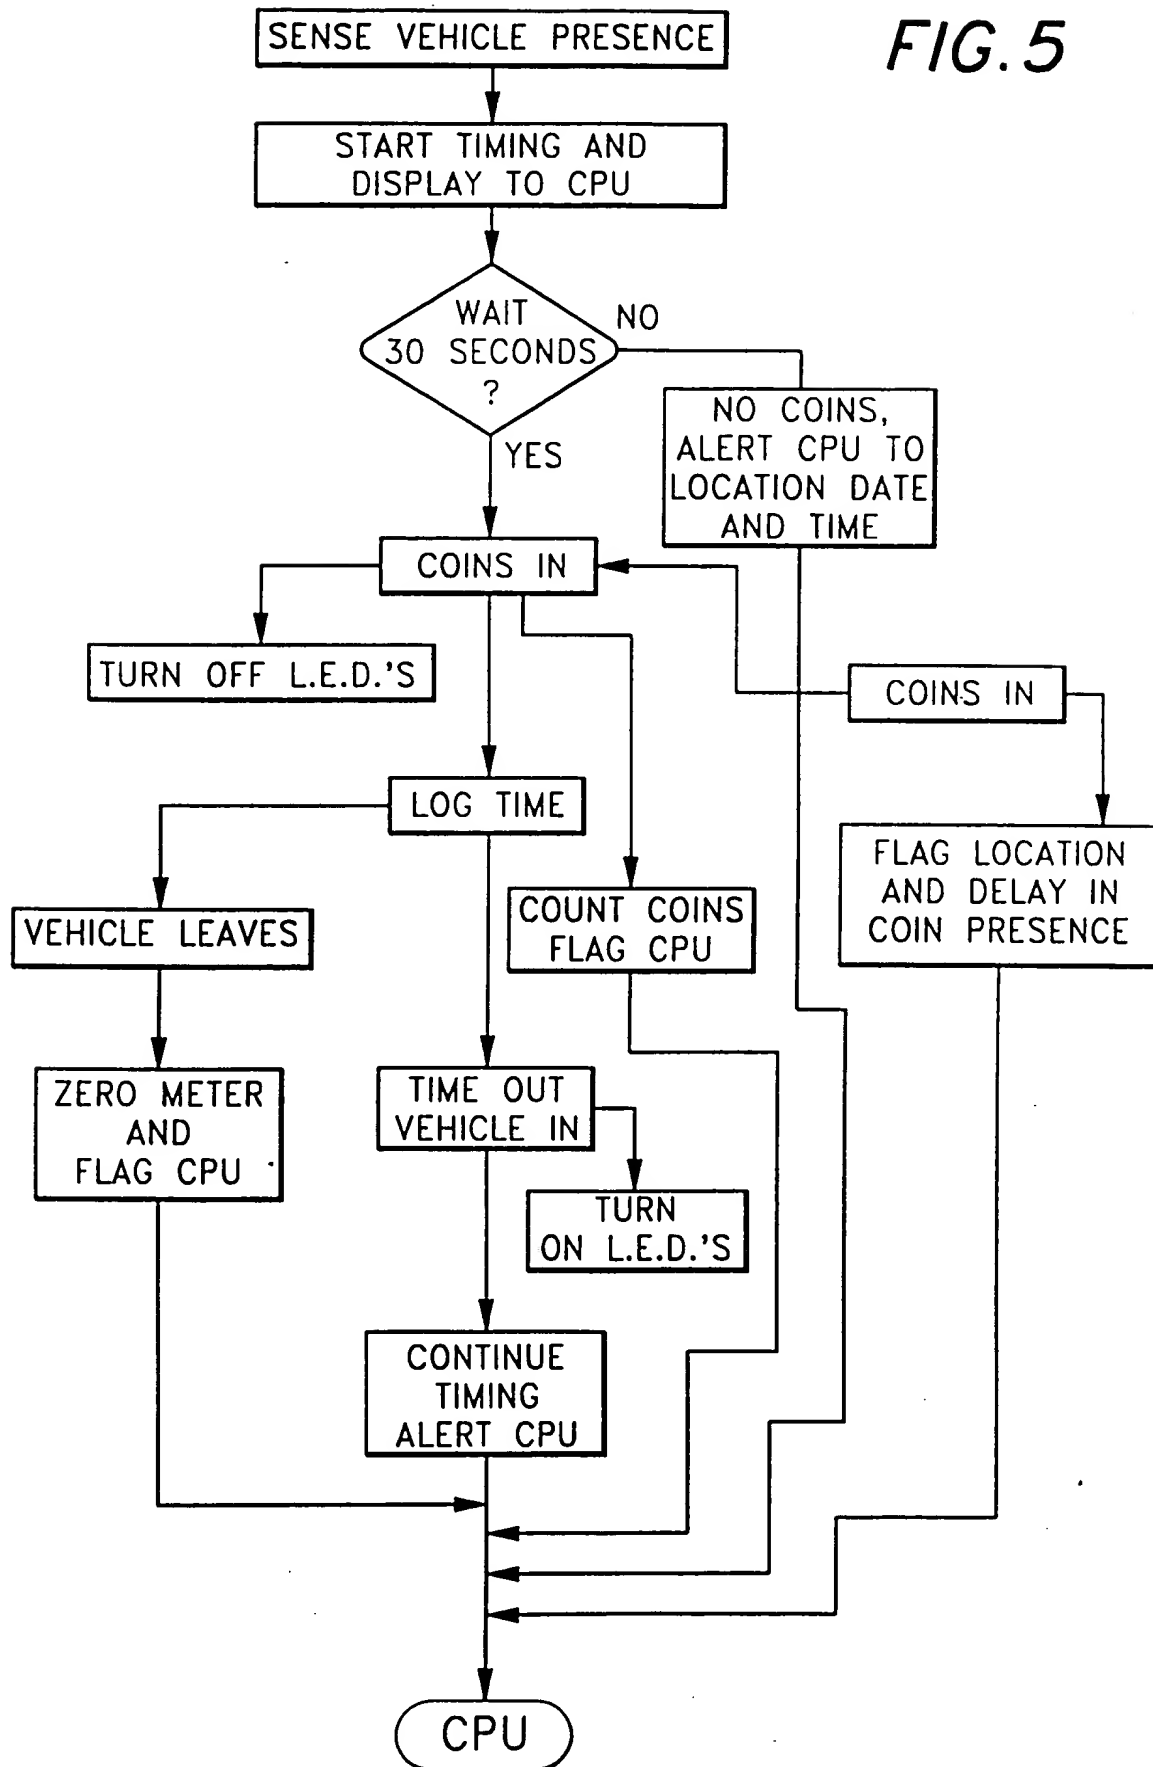 FIG. 5
SENSE VEHICLE PRESENCE
START TIMING AND
DISPLAY TO CPU
WAIT
30 SECONDS
?
NO
YES
NO COINS,
ALERT CPU TO
LOCATION DATE
AND TIME
COINS IN
TURN OFF L.E.D.'S
COINS IN
LOG TIME
FLAG LOCATION
AND DELAY IN
COIN PRESENCE
VEHICLE LEAVES
COUNT COINS
FLAG CPU
ZERO METER
AND
FLAG CPU
TIME OUT
VEHICLE IN
TURN
ON L.E.D.'S
CONTINUE
TIMING
ALERT CPU
CPU